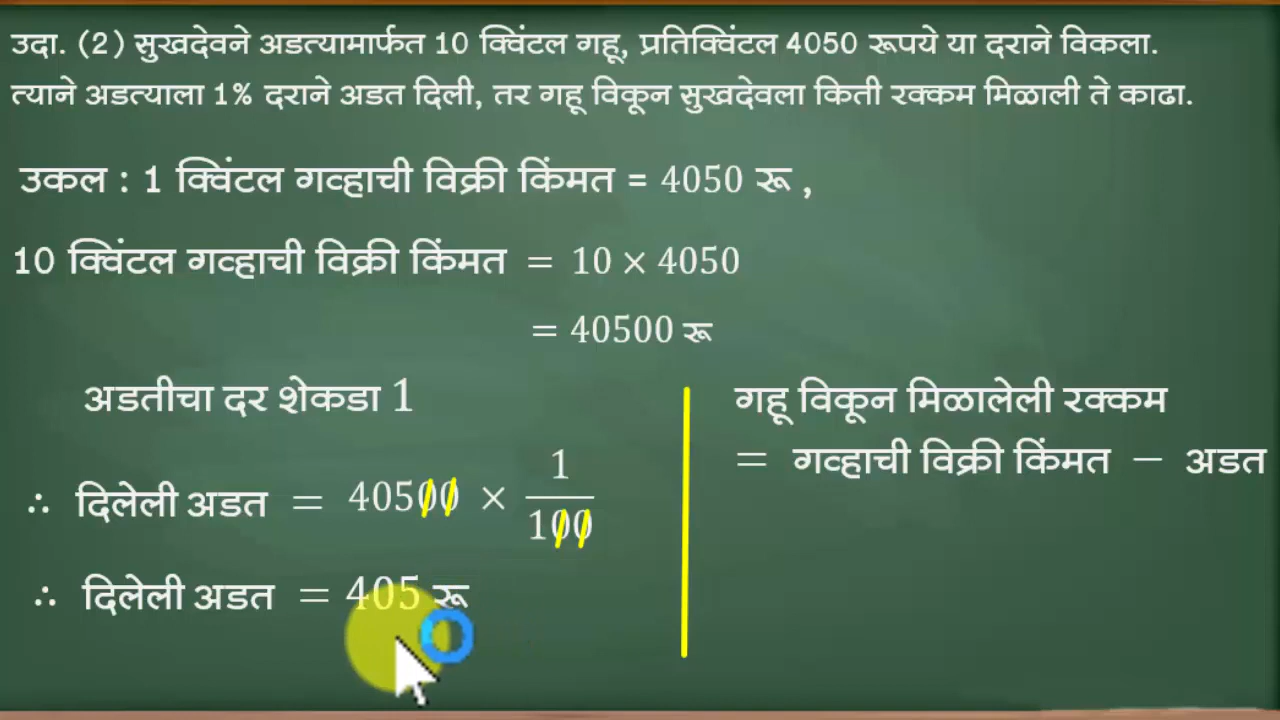 उदा. (2) सुखदेवने अडत्यामार्फत 10 क्विंटल गहू, प्रतिक्विंटल 4050 रूपये या दराने विकला.
त्याने अडत्याला 1% दराने अडत दिली, तर गहू विकून सुखदेवला किती रक्कम मिळाली ते काढा.
उकल : 1 क्विंटल गव्हाची विक्री किंमत = 4050 रू ,
10 क्विंटल गव्हाची विक्री किंमत = 10 × 4050
= 40500 रू
अडतीचा दर शेकडा 1
∴ दिलेली अडत = 40500 × 1/100
∴ दिलेली अडत = 405 रू
गहू विकून मिळालेली रक्कम
= गव्हाची विक्री किंमत − अडत